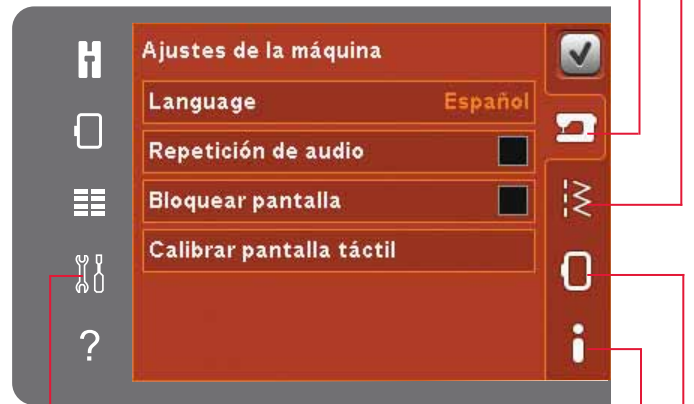 Ajustes de la máquina
Language Español
Repetición de audio
Bloquear pantalla
Calibrar pantalla táctil
?